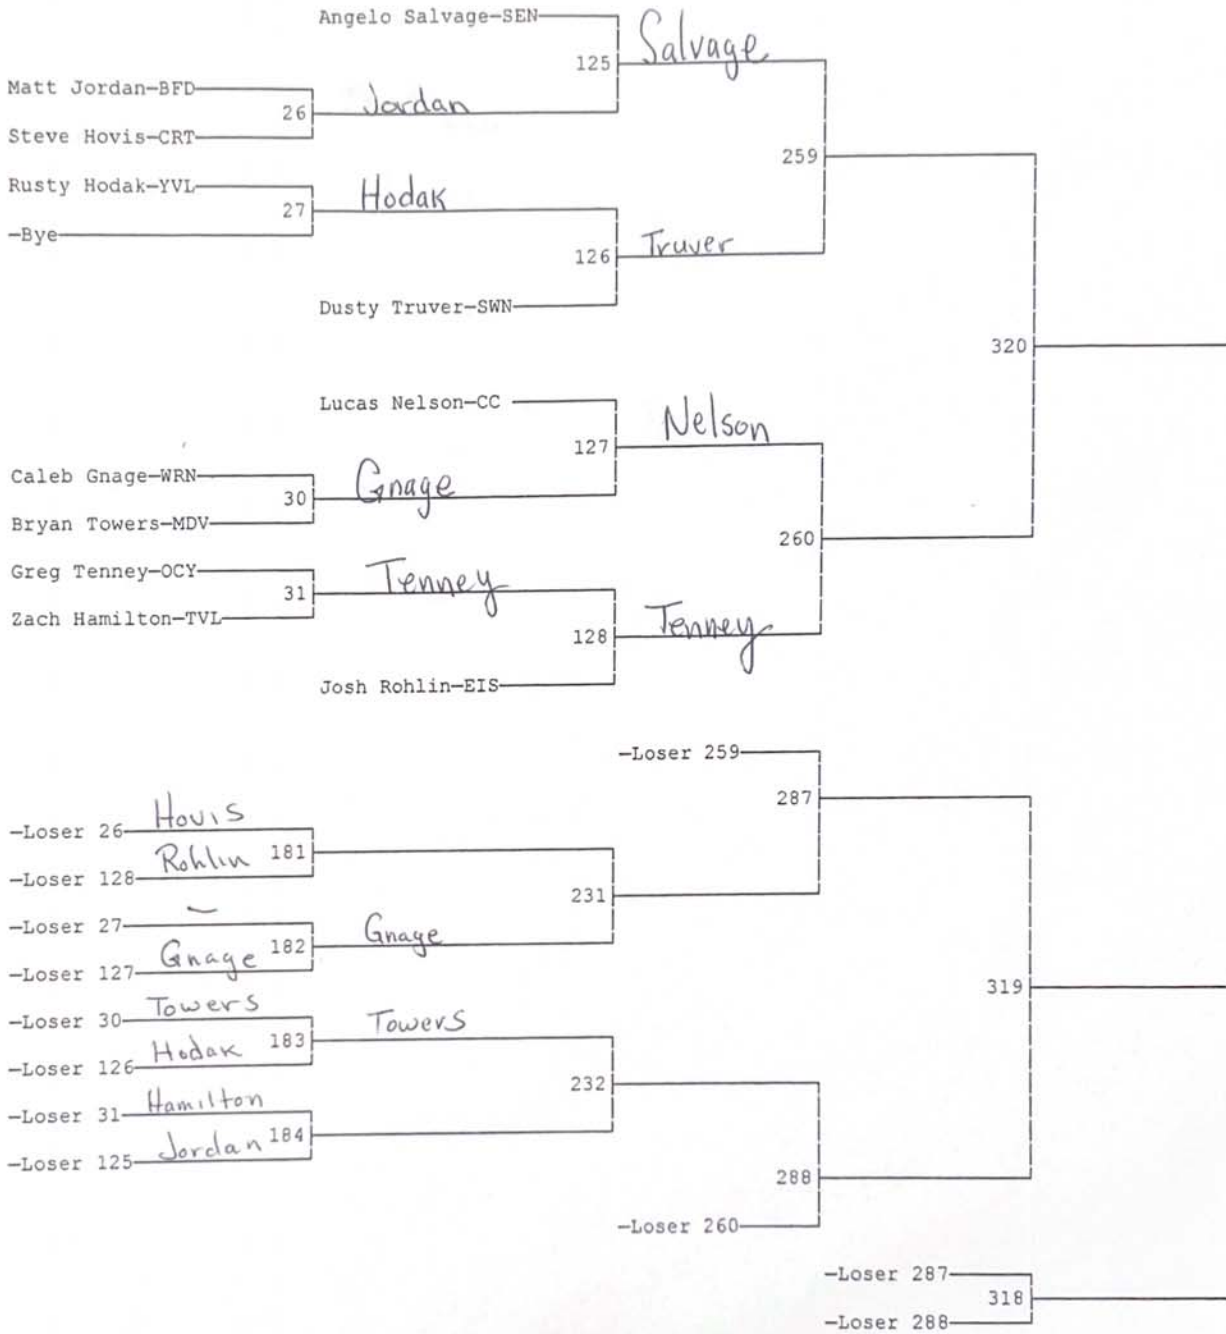 Angelo Salvage-SEN
125 Salvage
Matt Jordan-BFD
26 Jordan
Steve Hovis-CRT
259
Rusty Hodak-YVL
27 Hodak
-Bye
126 Truver
Dusty Truver-SWN
320
Lucas Nelson-CC
127 Nelson
Caleb Gnage-WRN
30 Gnage
Bryan Towers-MDV
260
Greg Tenney-OCY
31 Tenney
Zach Hamilton-TVL
128 Tenney
Josh Rohlin-EIS
-Loser 259
287
-Loser 26 Hovis
181
-Loser 128 Rohlin
231
-Loser 27 –
182 Gnage
-Loser 127 Gnage
319
-Loser 30 Towers
183 Towers
-Loser 126 Hodak
232
-Loser 31 Hamilton
184
-Loser 125 Jordan
288
-Loser 260
-Loser 287
318
-Loser 288